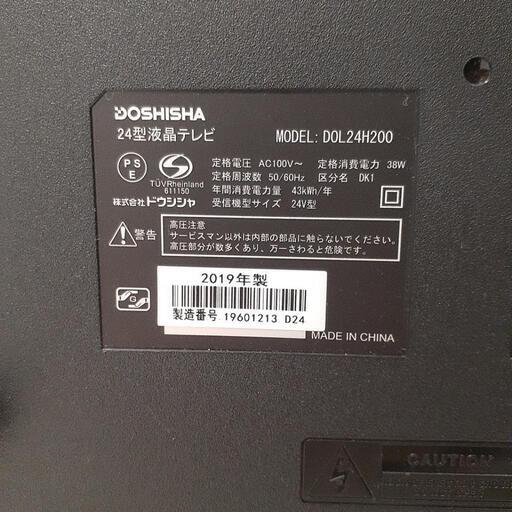 DOSHISHA
24型液晶テレビ MODEL: DOL24H200
PS
E
TÜVRheinland
611150
定格電圧 AC100V〜 定格消費電力 38W
定格周波数 50/60Hz 区分名 DK1
年間消費電力量 43kWh/年
受信機型サイズ 24V型
株式会社ドウシシャ
警告
高圧注意
サービスマン以外は内部の部品に触らないでください。
高圧部分が数多くあり、万一さわると危険です。
G
2019年製
製造番号 19601213 D24
MADE IN CHINA
CAUTION